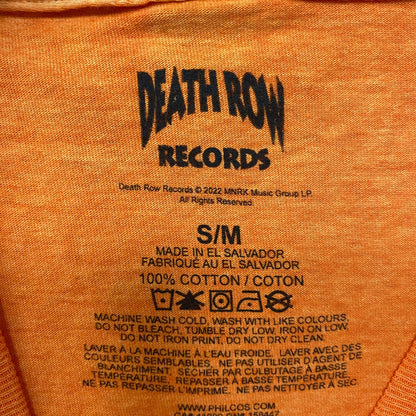 DEATH ROW
RECORDS
Death Row Records © 2022 MNRK Music Group LP.
All Rights Reserved
S/M
MADE IN EL SALVADOR
FABRIQUÉ AU EL SALVADOR
100% COTTON / COTON
MACHINE WASH COLD, WASH WITH LIKE COLOURS,
DO NOT BLEACH, TUMBLE DRY LOW, IRON ON LOW,
DO NOT IRON PRINT, DO NOT DRY CLEAN.
LAVER À LA MACHINE À L'EAU FROIDE. LAVER AVEC DES
COULEURS SEMBLABLES, NE PAS UTILISER D'AGENT DE
BLANCHIMENT, SÉCHER PAR CULBUTAGE À BASSE
TEMPÉRATURE, REPASSER À BASSE TEMPÉRATURE,
NE PAS REPASSER L'IMPRIMÉ, NE PAS NETTOYER À SEC.
WWW.PHILCOS.COM